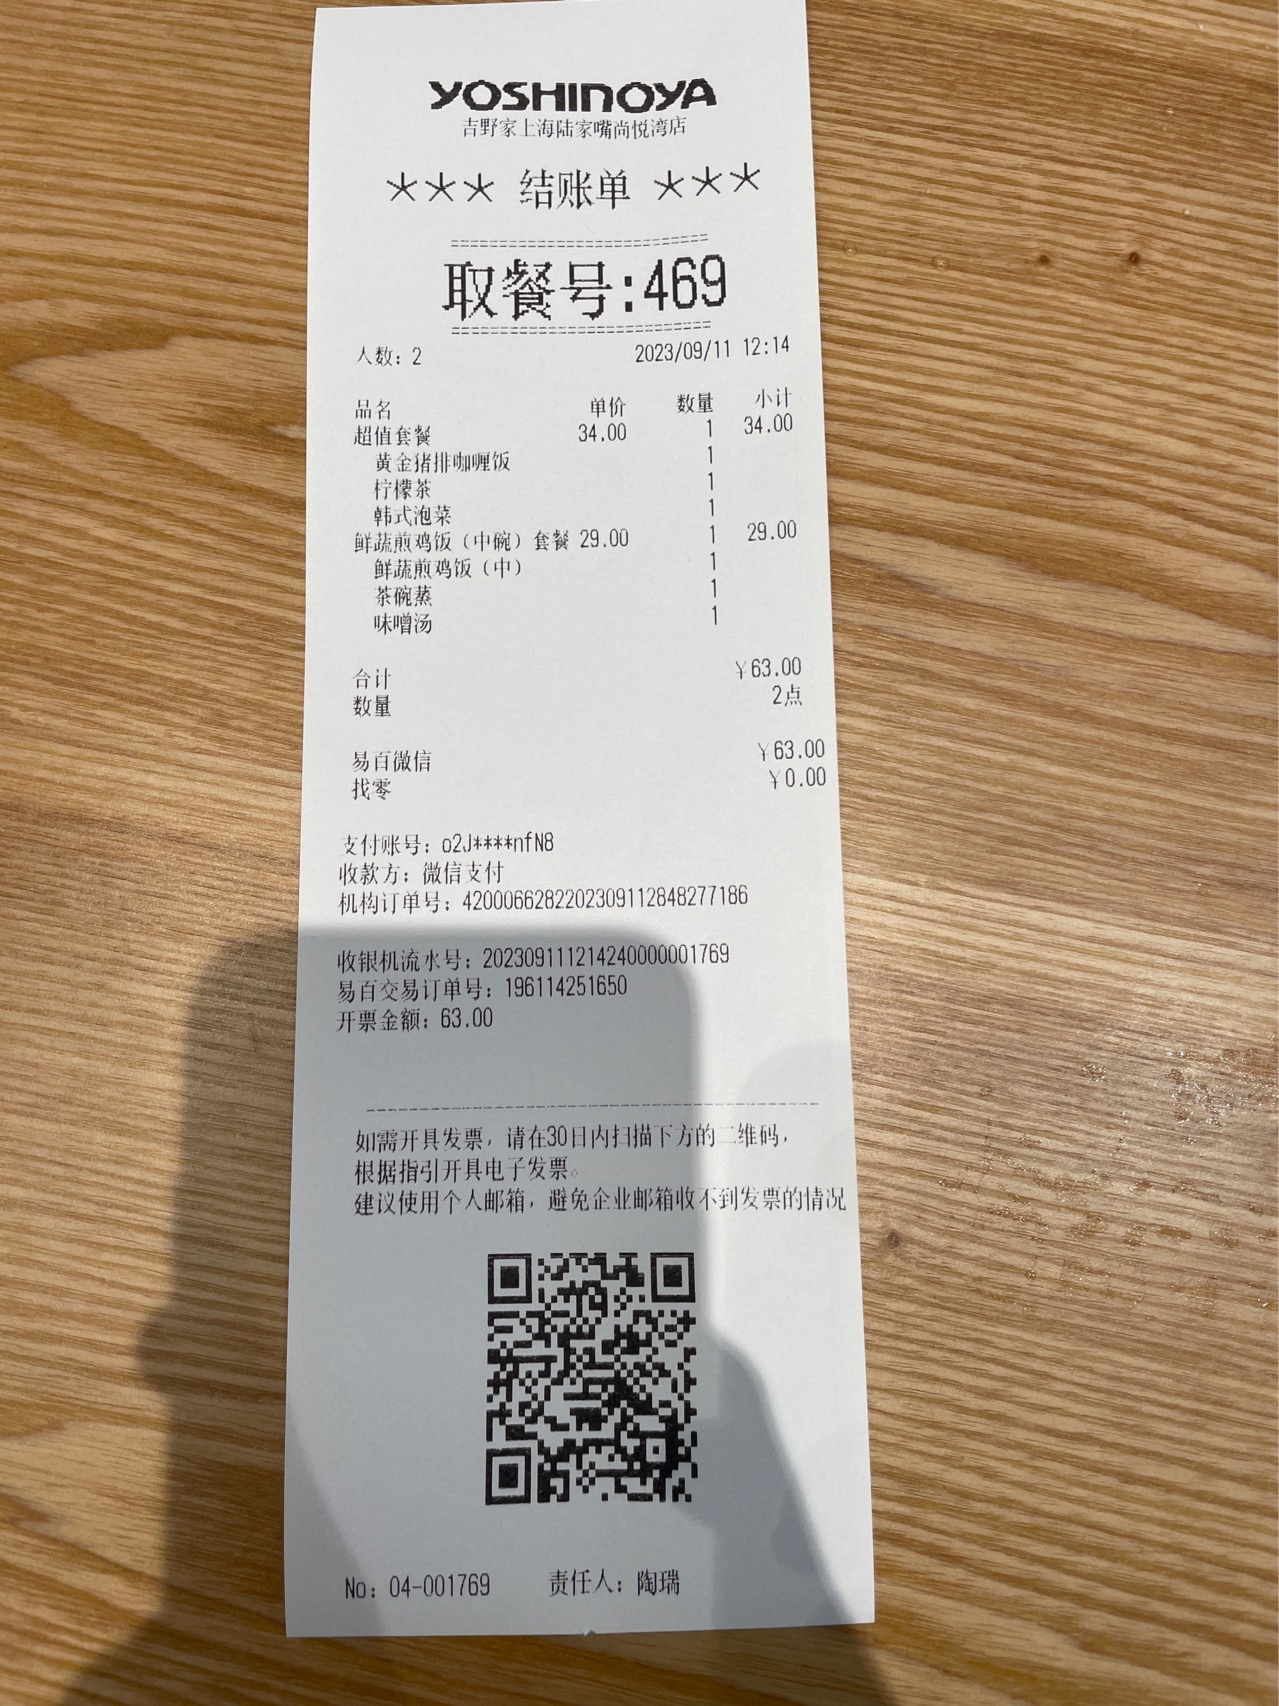 YOSHINOYA
吉野家上海陆家嘴尚悦湾店
*** 结账单 ***
====================
取餐号:469
====================
人数: 2 2023/09/11 12:14
品名 单价 数量 小计
超值套餐 34.00 1 34.00
黄金猪排咖喱饭 1
柠檬茶 1
韩式泡菜 1
鲜蔬煎鸡饭（中碗）套餐 29.00 1 29.00
鲜蔬煎鸡饭（中） 1
茶碗蒸 1
味噌汤 1
合计 ¥63.00
数量 2点
易百微信 ¥63.00
找零 ¥0.00
支付账号: o2J****nfN8
收款方: 微信支付
机构订单号: 4200066282202309112848277186
收银机流水号: 202309111214240000001769
易百交易订单号: 196114251650
开票金额: 63.00
如需开具发票，请在30日内扫描下方的二维码，
根据指引开具电子发票。
建议使用个人邮箱，避免企业邮箱收不到发票的情况
No: 04-001769 责任人: 陶瑞